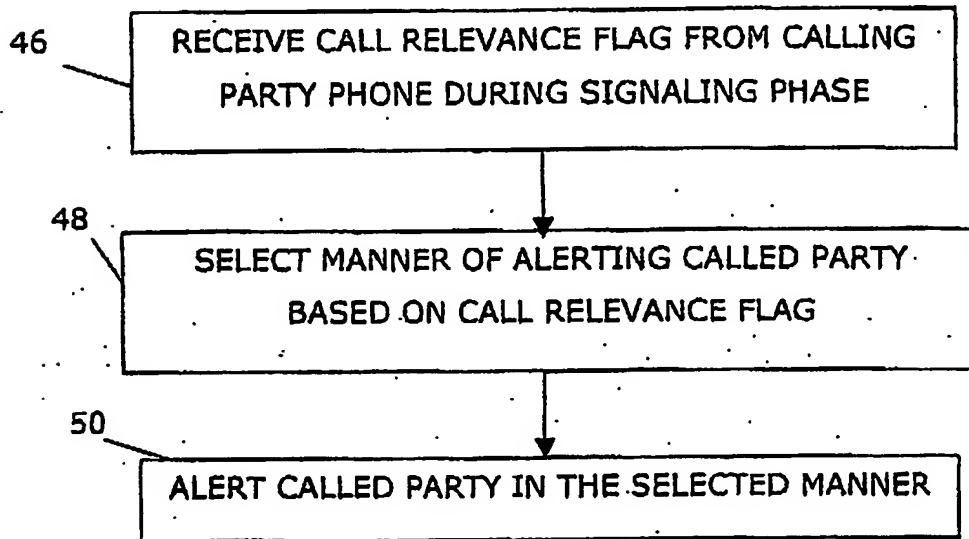 46
RECEIVE CALL RELEVANCE FLAG FROM CALLING
PARTY PHONE DURING SIGNALING PHASE
48
SELECT MANNER OF ALERTING CALLED PARTY
BASED ON CALL RELEVANCE FLAG
50
ALERT CALLED PARTY IN THE SELECTED MANNER